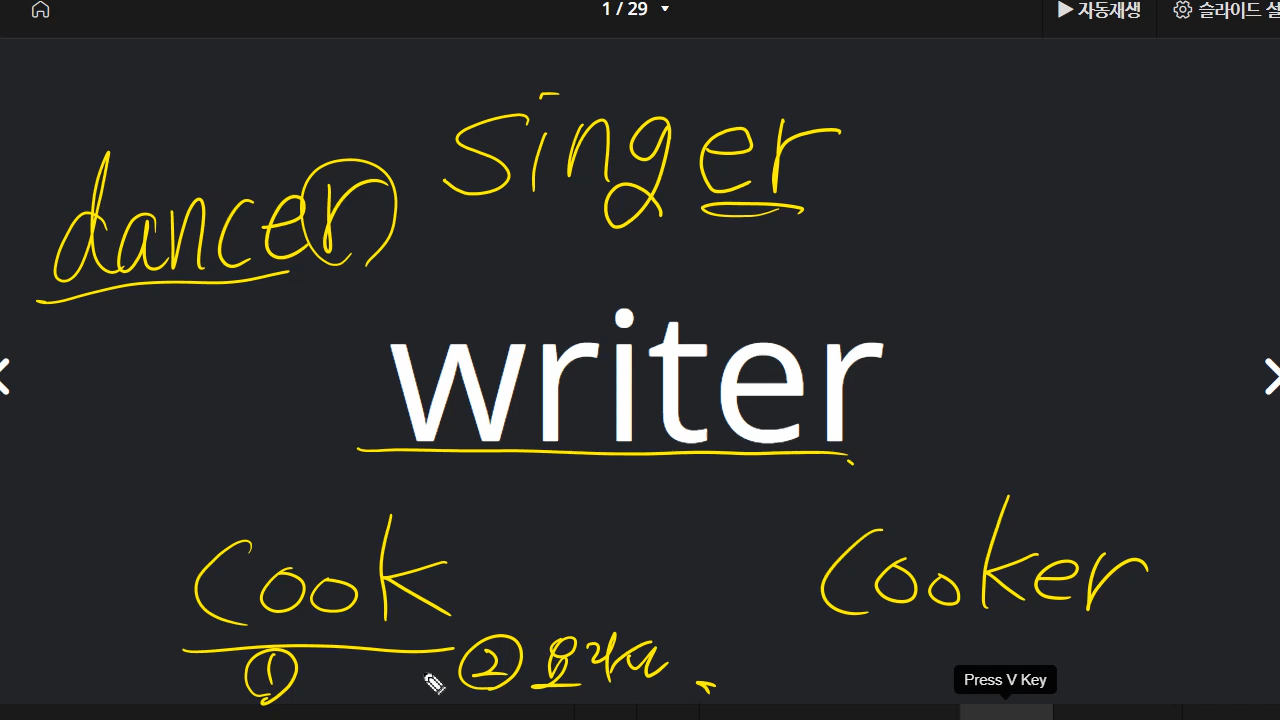 1 / 29
자동재생
슬라이드 설
singer
dancer
writer
cook
cooker
① ② 요리사
Press V Key